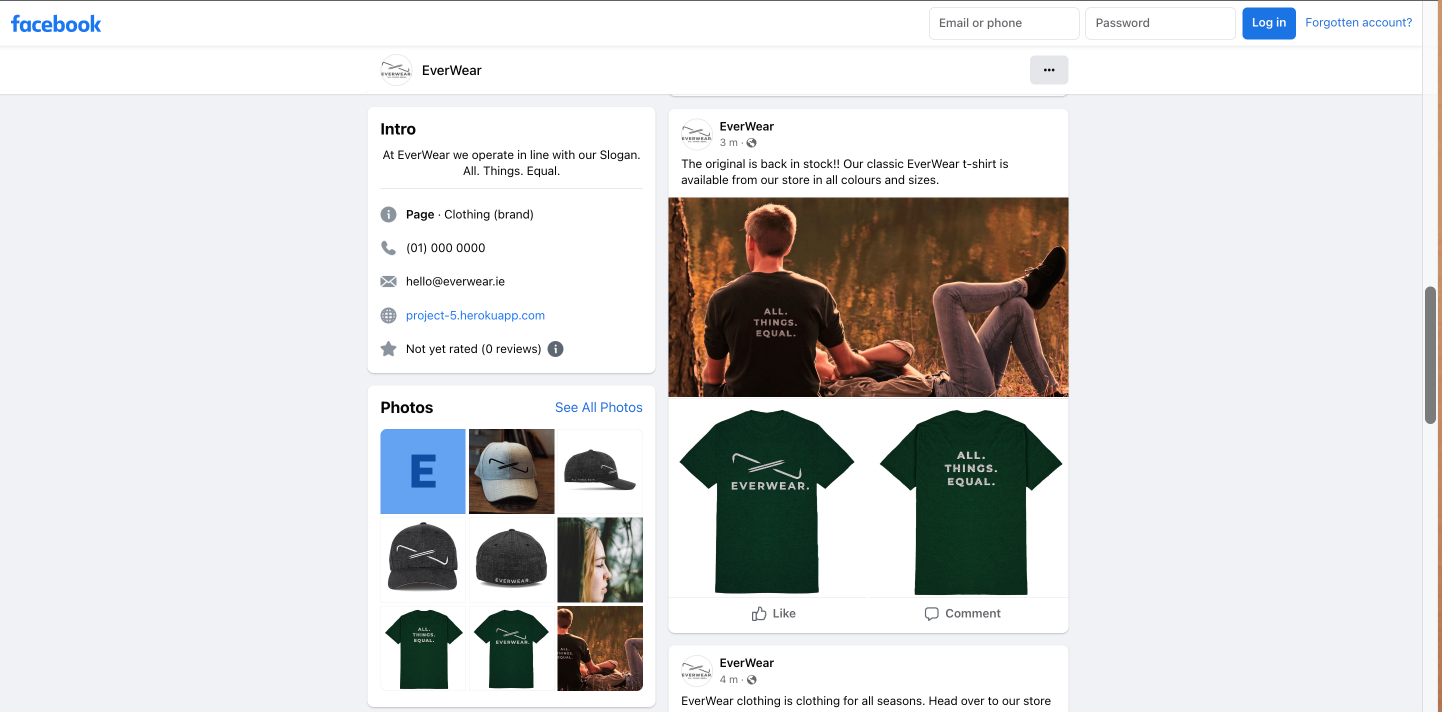 facebook
Email or phone
Password
Log in
Forgotten account?
EVERWEAR.
EverWear
Intro
At EverWear we operate in line with our Slogan.
All. Things. Equal.
Page · Clothing (brand)
(01) 000 0000
hello@everwear.ie
project-5.herokuapp.com
Not yet rated (0 reviews)
Photos
See All Photos
E
EVERWEAR.
ALL.
THINGS.
EQUAL.
EVERWEAR.
ALL.
THINGS.
EQUAL.
EVERWEAR.
EverWear
3 m ·
The original is back in stock!! Our classic EverWear t-shirt is
available from our store in all colours and sizes.
ALL.
THINGS.
EQUAL.
EVERWEAR.
ALL.
THINGS.
EQUAL.
Like
Comment
EVERWEAR.
EverWear
4 m ·
EverWear clothing is clothing for all seasons. Head over to our store